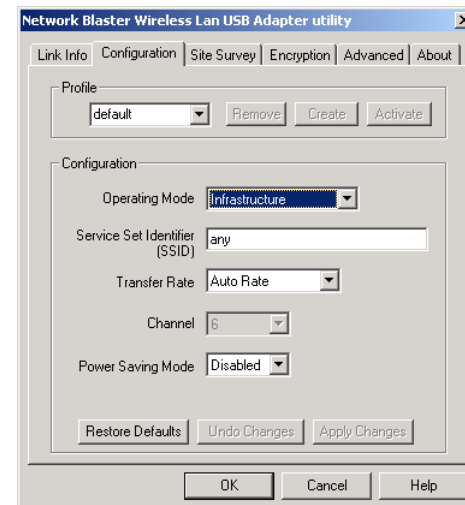 Network Blaster Wireless Lan USB Adapter utility
Link Info Configuration Site Survey Encryption Advanced About
Profile
default Remove Create Activate
Configuration
Operating Mode Infrastructure
Service Set Identifier
(SSID) any
Transfer Rate Auto Rate
Channel 6
Power Saving Mode Disabled
Restore Defaults Undo Changes Apply Changes
OK Cancel Help